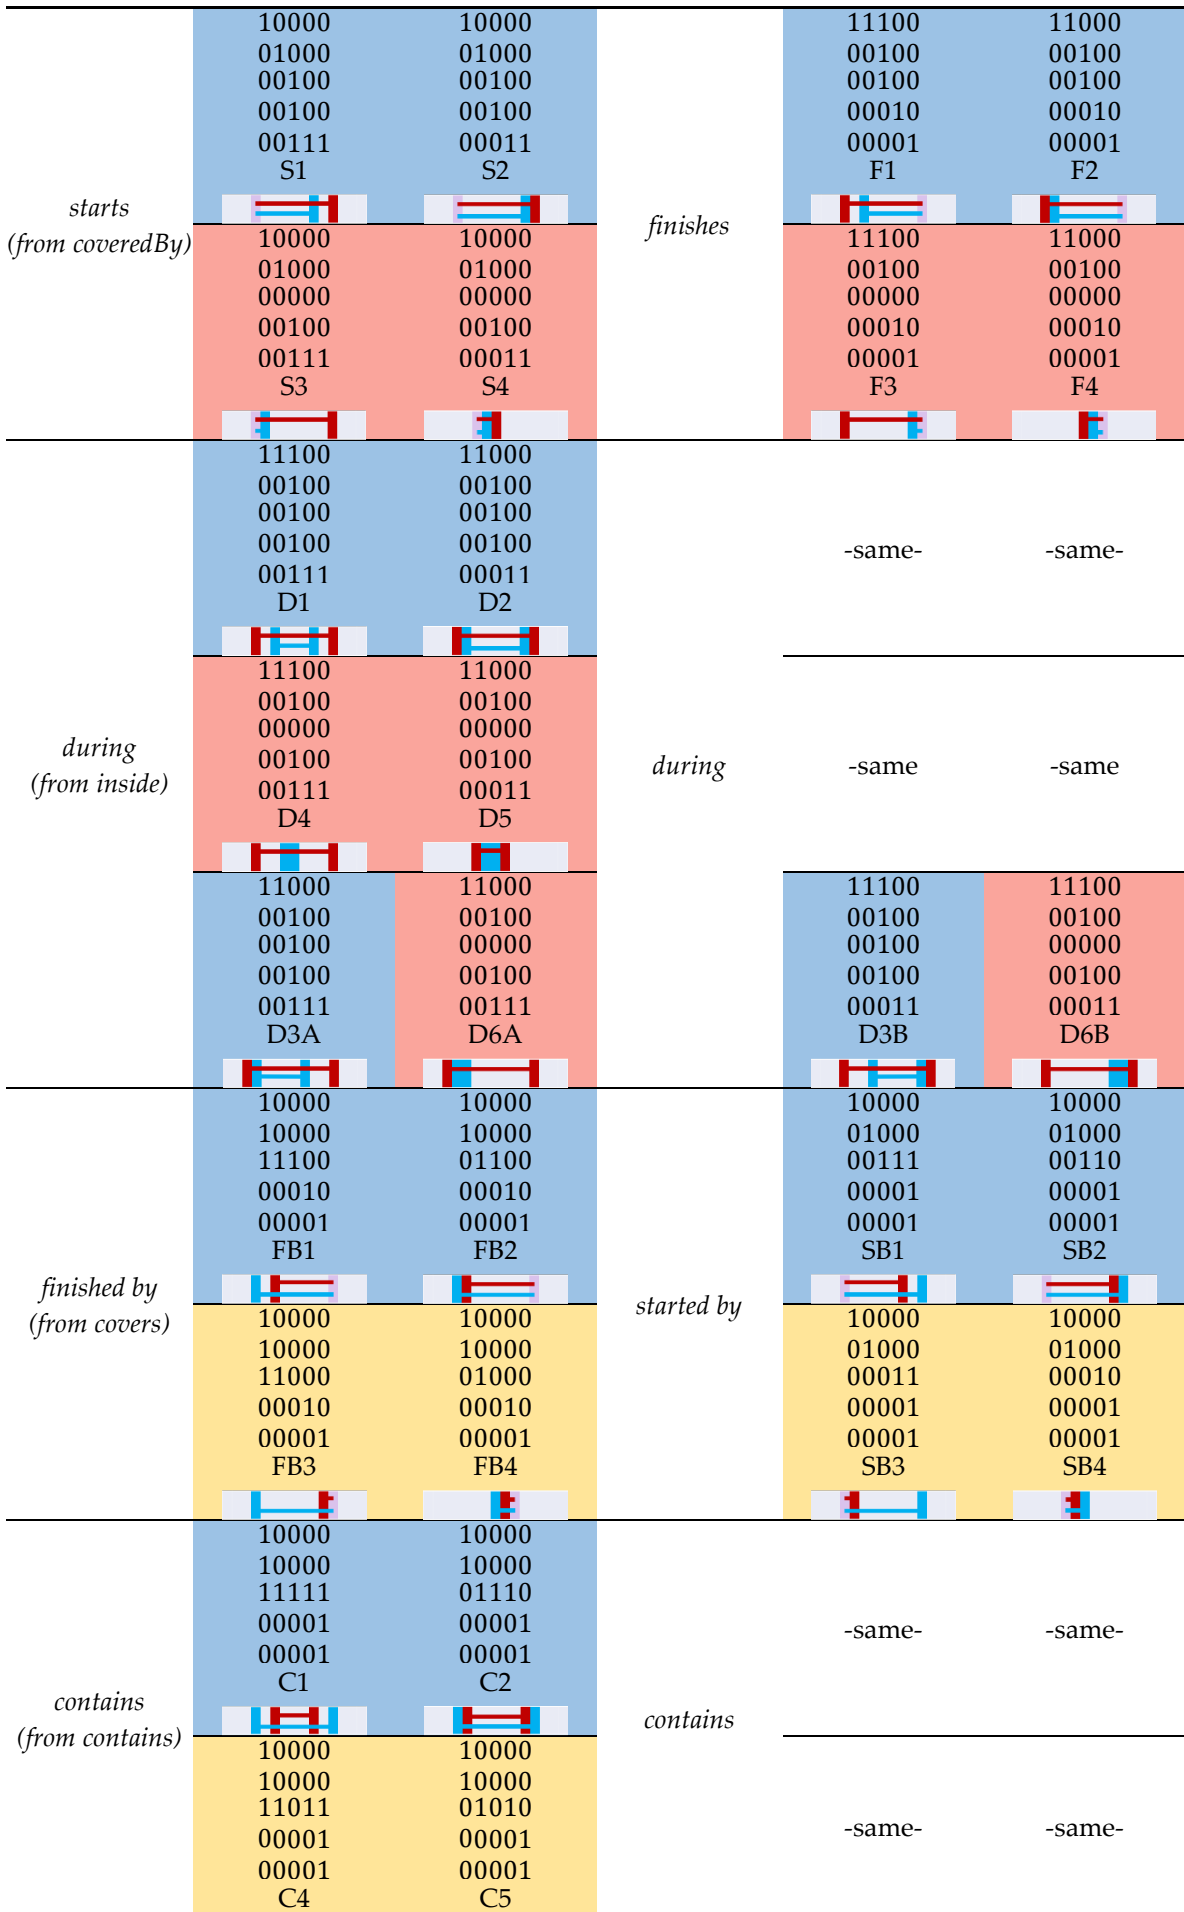 10000 10000 11100 11000
01000 01000 00100 00100
00100 00100 00100 00100
00100 00100 00010 00010
00111 00011 00001 00001
S1 S2 F1 F2
starts
(from coveredBy)
finishes
10000 10000 11100 11000
01000 01000 00100 00100
00000 00000 00000 00000
00100 00100 00010 00010
00111 00011 00001 00001
S3 S4 F3 F4
11100 11000
00100 00100
00100 00100
00100 00100
00111 00011
D1 D2
-same- -same-
11100 11000
00100 00100
00000 00000
00100 00100
00111 00011
D4 D5
during
(from inside)
during
-same -same
11000 11000 11100 11100
00100 00100 00100 00100
00100 00000 00100 00000
00100 00100 00100 00100
00111 00111 00011 00011
D3A D6A D3B D6B
10000 10000 10000 10000
10000 10000 01000 01000
11100 01100 00111 00110
00010 00010 00001 00001
00001 00001 00001 00001
FB1 FB2 SB1 SB2
finished by
(from covers)
started by
10000 10000 10000 10000
10000 10000 01000 01000
11000 01000 00011 00010
00010 00010 00001 00001
00001 00001 00001 00001
FB3 FB4 SB3 SB4
10000 10000
10000 10000
11111 01110
00001 00001
00001 00001
C1 C2
-same- -same-
contains
(from contains)
contains
10000 10000
10000 10000
11011 01010
00001 00001
00001 00001
C4 C5
-same- -same-